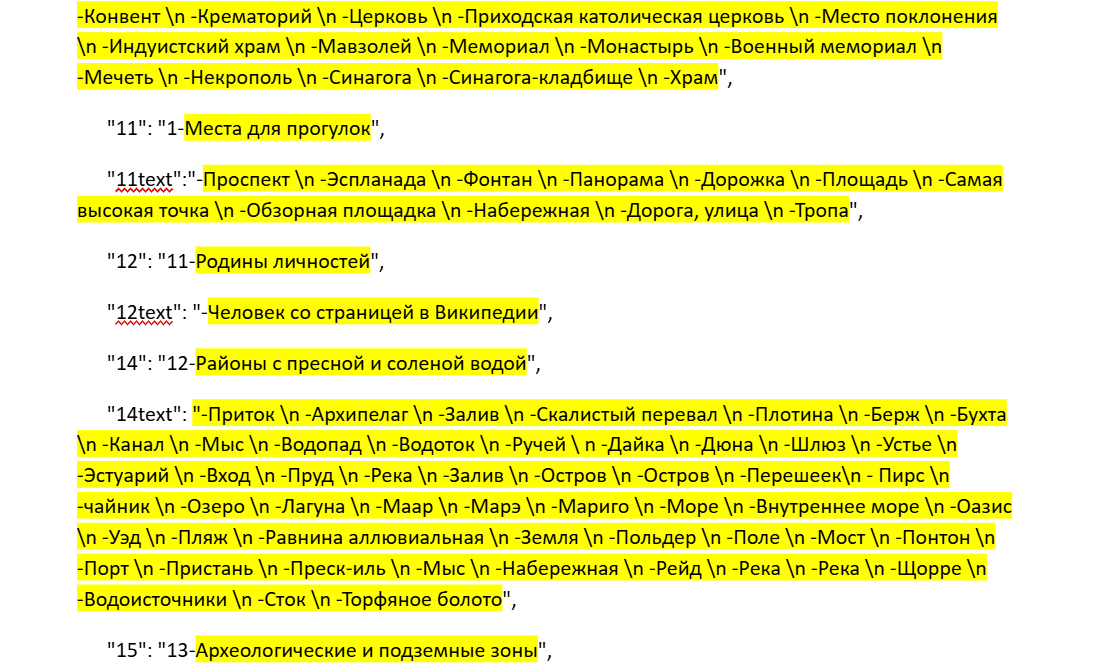 -Конвент \n -Крематорий \n -Церковь \n -Приходская католическая церковь \n -Место поклонения
\n -Индуистский храм \n -Мавзолей \n -Мемориал \n -Монастырь \n -Военный мемориал \n
-Мечеть \n -Некрополь \n -Синагога \n -Синагога-кладбище \n -Храм",
"11": "1-Места для прогулок",
"11text":"-Проспект \n -Эспланада \n -Фонтан \n -Панорама \n -Дорожка \n -Площадь \n -Самая
высокая точка \n -Обзорная площадка \n -Набережная \n -Дорога, улица \n -Тропа",
"12": "11-Родины личностей",
"12text": "-Человек со страницей в Википедии",
"14": "12-Районы с пресной и соленой водой",
"14text": "-Приток \n -Архипелаг \n -Залив \n -Скалистый перевал \n -Плотина \n -Берж \n -Бухта
\n -Канал \n -Мыс \n -Водопад \n -Водоток \n -Ручей \ n -Дайка \n -Дюна \n -Шлюз \n -Устье \n
-Эстуарий \n -Вход \n -Пруд \n -Река \n -Залив \n -Остров \n -Остров \n -Перешеек\n - Пирс \n
-чайник \n -Озеро \n -Лагуна \n -Маар \n -Марэ \n -Мариго \n -Море \n -Внутреннее море \n -Оазис
\n -Уэд \n -Пляж \n -Равнина аллювиальная \n -Земля \n -Польдер \n -Поле \n -Мост \n -Понтон \n
-Порт \n -Пристань \n -Преск-иль \n -Мыс \n -Набережная \n -Рейд \n -Река \n -Река \n -Щорре \n
-Водоисточники \n -Сток \n -Торфяное болото",
"15": "13-Археологические и подземные зоны",